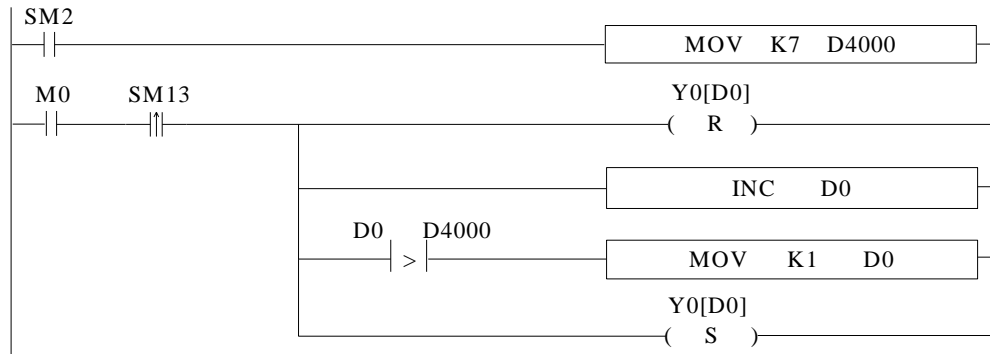 SM2
MOV K7 D4000
M0 SM13
Y0[D0]
( R )
INC D0
D0 D4000
>
MOV K1 D0
Y0[D0]
( S )